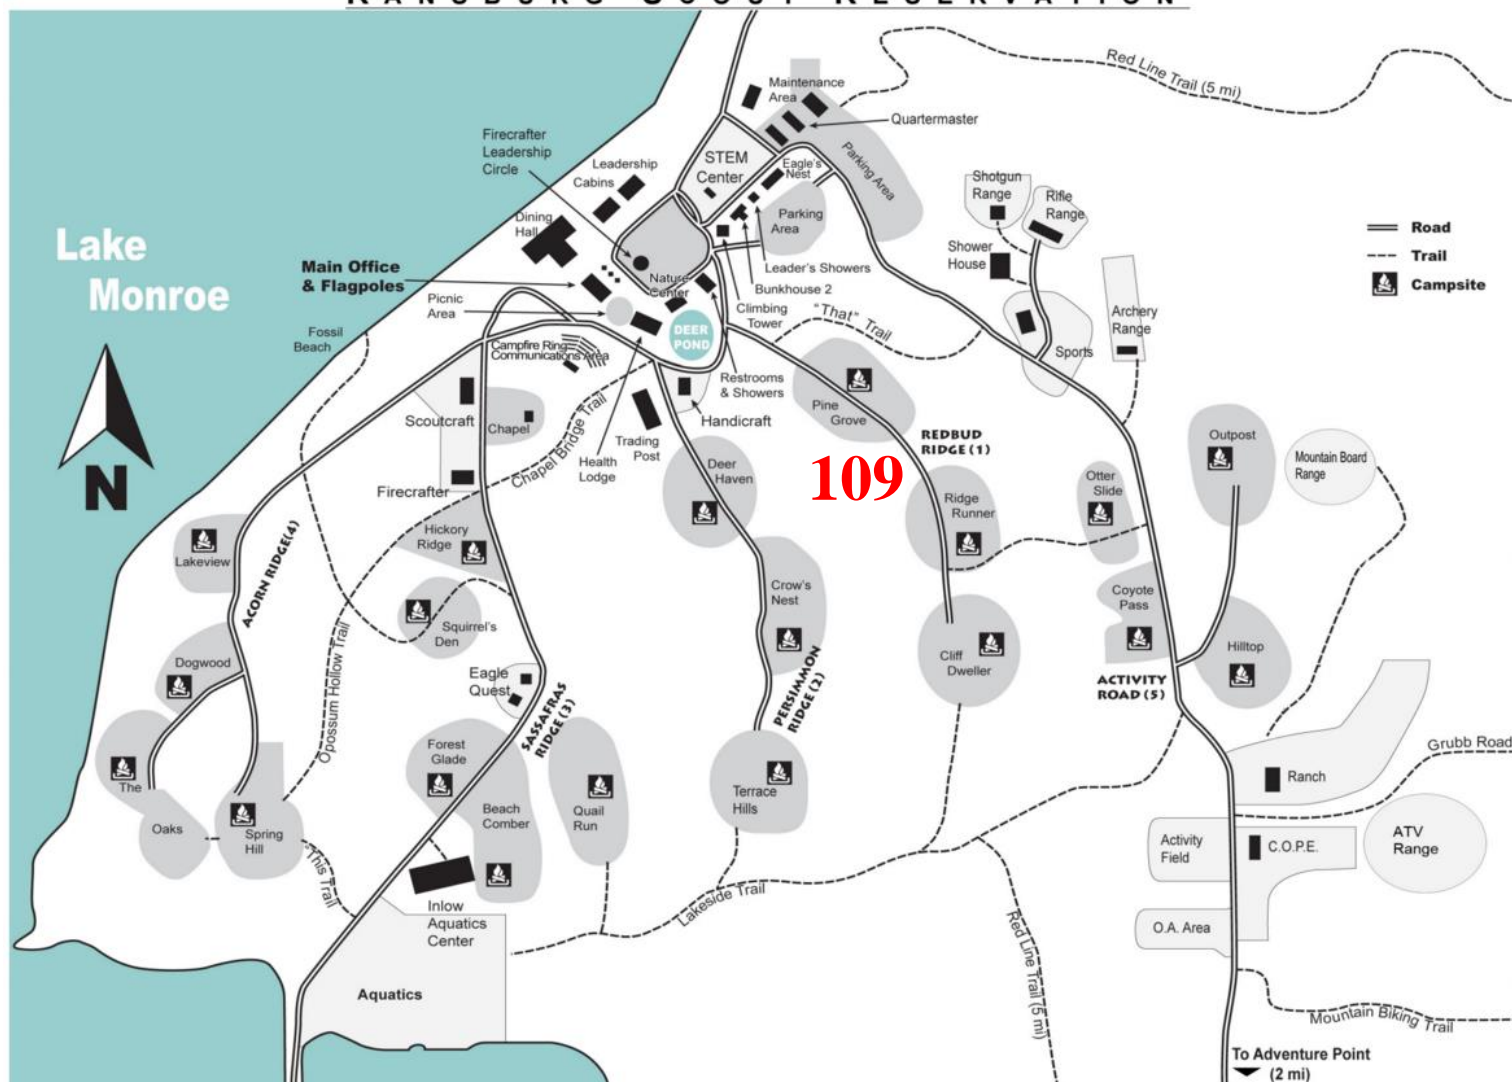 RANSBURG SCOUT RESERVATION
Lake
Monroe
N
Firecrafter
Leadership
Circle
Leadership
Cabins
Dining
Hall
Main Office
& Flagpoles
Picnic
Area
Fossil
Beach
Maintenance
Area
Quartermaster
Parking Area
STEM
Center
Eagle's
Nest
Parking
Area
Leader's Showers
Bunkhouse 2
Climbing
Tower
Nature
Center
DEER
POND
Restrooms
& Showers
Campfire Ring
Communications Area
Scoutcraft
Chapel
Chapel Bridge Trail
Firecrafter
Health
Lodge
Trading
Post
Handicraft
"That" Trail
Red Line Trail (5 mi)
Shotgun
Range
Rifle
Range
Shower
House
Archery
Range
Sports
Road
Trail
Campsite
Pine
Grove
REDBUD
RIDGE (1)
109
Deer
Haven
Ridge
Runner
Otter
Slide
Outpost
Mountain Board
Range
Hickory
Ridge
Lakeview
ACORN RIDGE(4)
Squirrel's
Den
Opossum Hollow Trail
Dogwood
Eagle
Quest
SASSAFRAS
RIDGE (3)
Crow's
Nest
PERSIMMON
RIDGE (2)
Cliff
Dweller
Coyote
Pass
ACTIVITY
ROAD (5)
Hilltop
The
Oaks
Spring
Hill
"This Trail
Forest
Glade
Beach
Comber
Quail
Run
Terrace
Hills
Inlow
Aquatics
Center
Aquatics
Lakeside Trail
Red Line Trail (5 mi)
Ranch
Grubb Road
Activity
Field
C.O.P.E.
ATV
Range
O.A. Area
Mountain Biking Trail
To Adventure Point
(2 mi)